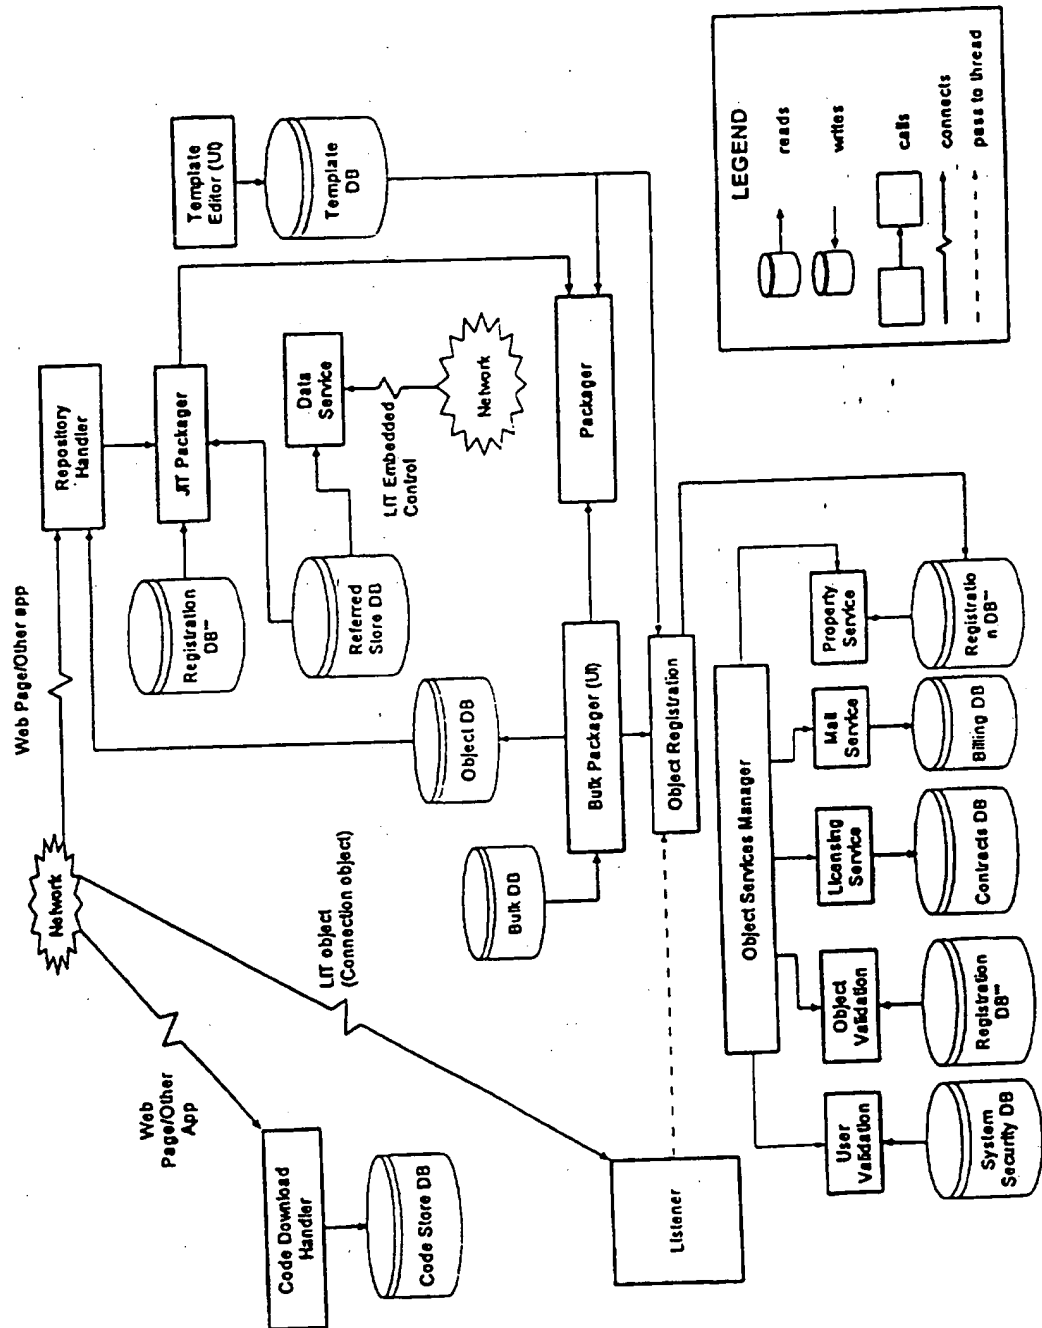 Template
Editor (UI)
Template
DB
Repository
Handler
JIT Packager
Data
Service
Network
LIT Embedded
Control
Packager
Web Page/Other app
Registration
DB***
Referred
Store DB
Object DB
Bulk Packager (UI)
Object Registration
Bulk DB
Network
LIT object
(Connection object)
Web
Page/Other
App
Code Download
Handler
Code Store DB
Listener
Object Services Manager
User
Validation
Object
Validation
Licensing
Service
Mail
Service
Property
Service
System
Security DB
Registration
DB***
Contracts DB
Billing DB
Registratio
n DB***
LEGEND
reads
writes
calls
connects
pass to thread